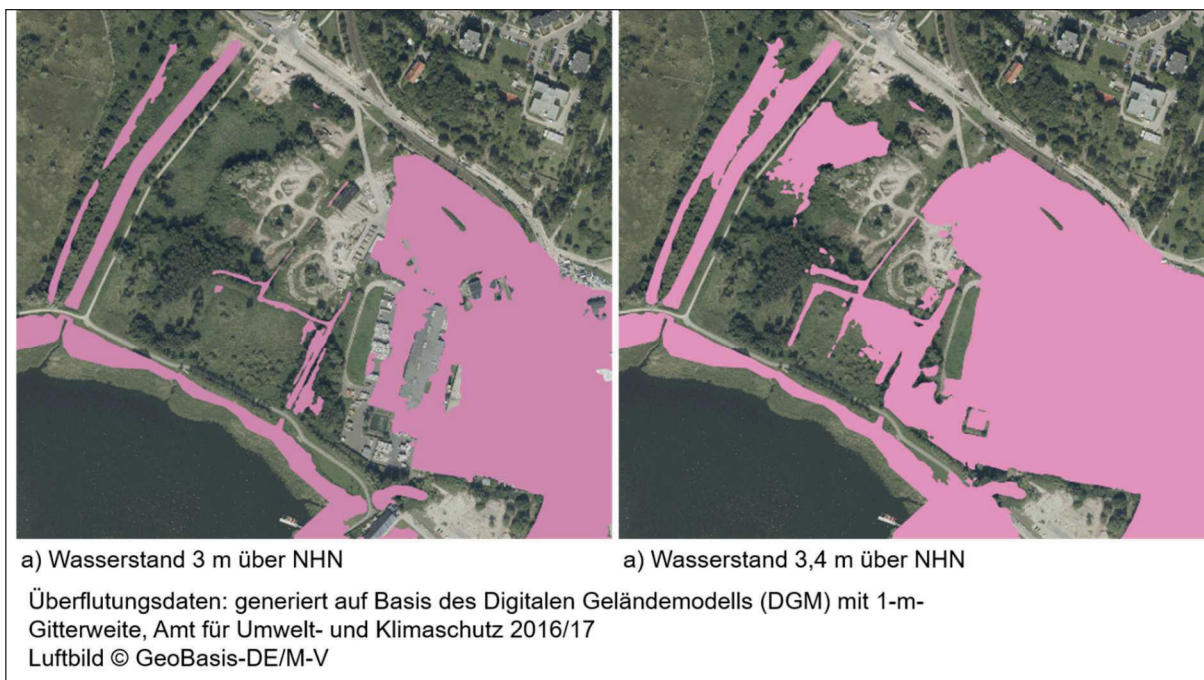 a) Wasserstand 3 m über NHN
a) Wasserstand 3,4 m über NHN
Überflutungsdaten: generiert auf Basis des Digitalen Geländemodells (DGM) mit 1-m-
Gitterweite, Amt für Umwelt- und Klimaschutz 2016/17
Luftbild © GeoBasis-DE/M-V